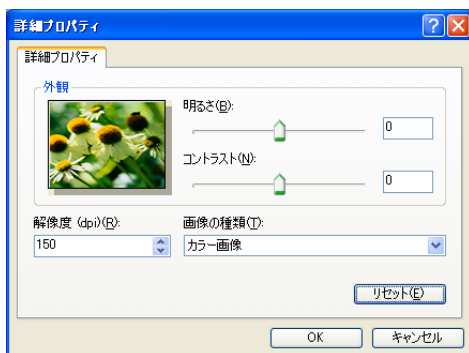 詳細プロパティ
詳細プロパティ
外観
明るさ(B):
0
コントラスト(N):
0
解像度 (dpi)(R):
150
画像の種類(T):
カラー画像
リセット(E)
OK
キャンセル